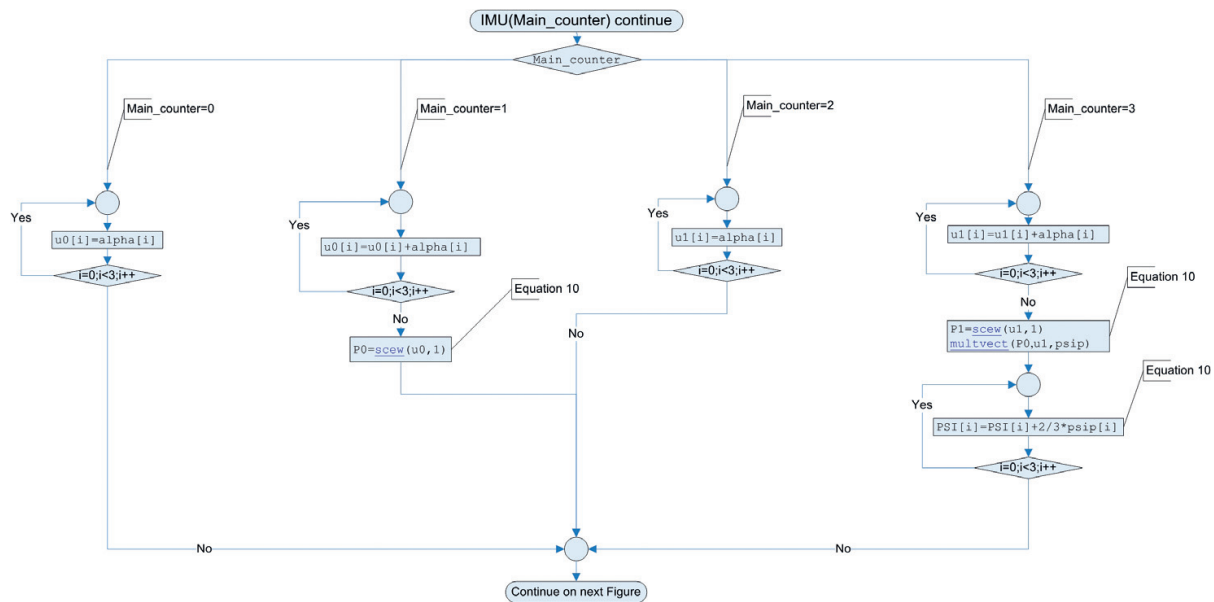 IMU(Main_counter) continue
Main_counter
Main_counter=0
Main_counter=1
Main_counter=2
Main_counter=3
Yes
u0[i]=alpha[i]
i=0;i<3;i++
Yes
u0[i]=u0[i]+alpha[i]
i=0;i<3;i++
No
Equation 10
P0=scew(u0,1)
Yes
u1[i]=alpha[i]
i=0;i<3;i++
No
Yes
u1[i]=u1[i]+alpha[i]
i=0;i<3;i++
No
Equation 10
P1=scew(u1,1)
multvect(P0,u1,psip)
Equation 10
Yes
PSI[i]=PSI[i]+2/3*psip[i]
i=0;i<3;i++
No
No
Continue on next Figure